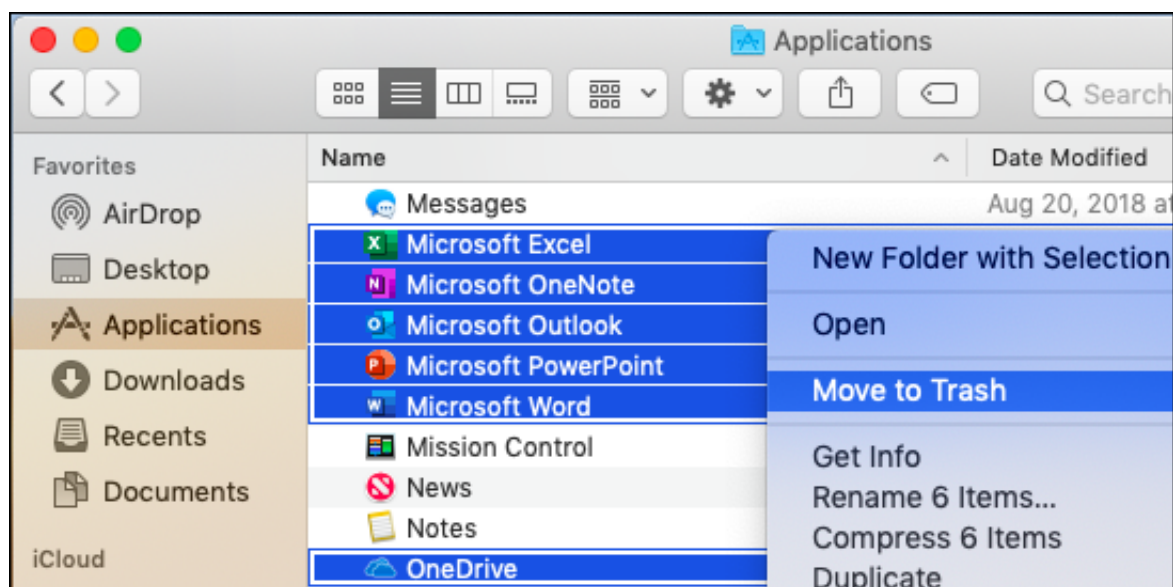 Applications
Search
Favorites
AirDrop
Desktop
Applications
Downloads
Recents
Documents
iCloud
Name
Date Modified
Messages
Aug 20, 2018 at
Microsoft Excel
Microsoft OneNote
Microsoft Outlook
Microsoft PowerPoint
Microsoft Word
Mission Control
News
Notes
OneDrive
New Folder with Selection
Open
Move to Trash
Get Info
Rename 6 Items...
Compress 6 Items
Duplicate